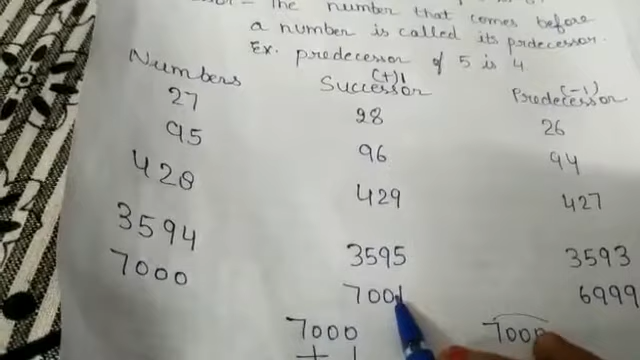 The number that comes before
a number is called its prdecessor.
Ex. predecessor of 5 is 4
Numbers Successor (+)1 Predecessor (-1)
27 28 26
95 96 94
428 429 427
3594 3595 3593
7000 7001 6999
7000 7000
+ 1